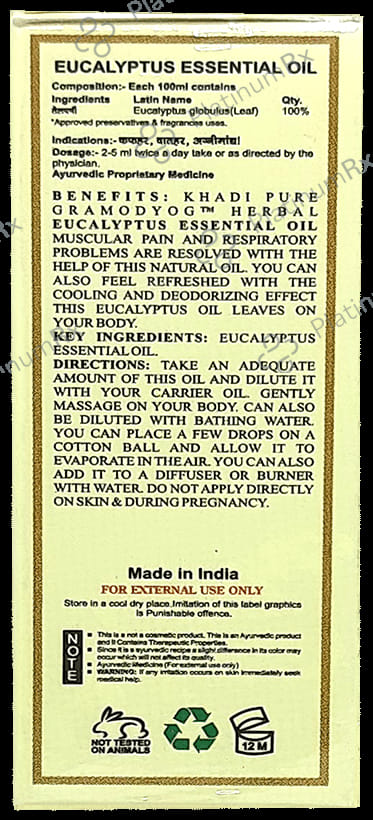 EUCALYPTUS ESSENTIAL OIL
Composition:- Each 100ml contains
Ingredients Latin Name Qty.
तैलपर्णी Eucalyptus globulus(Leaf) 100%
*Approved preservatives & fragrances uses.
Indications:- कफहर, वातहर,
Dosage:- 2-5 ml twice a day take or as directed by the
physician.
Ayurvedic Proprietary Medicine
BENEFITS: KHADI PURE
GRAMODYOG™ HERBAL
EUCALYPTUS ESSENTIAL OIL
MUSCULAR PAIN AND RESPIRATORY
PROBLEMS ARE RESOLVED WITH THE
HELP OF THIS NATURAL OIL. YOU CAN
ALSO FEEL REFRESHED WITH THE
COOLING AND DEODORIZING EFFECT
THIS EUCALYPTUS OIL LEAVES ON
YOUR BODY.
KEY INGREDIENTS: EUCALYPTUS
ESSENTIAL OIL.
DIRECTIONS: TAKE AN ADEQUATE
AMOUNT OF THIS OIL AND DILUTE IT
WITH YOUR CARRIER OIL. GENTLY
MASSAGE ON YOUR BODY. CAN ALSO
BE DILUTED WITH BATHING WATER.
YOU CAN PLACE A FEW DROPS ON A
COTTON BALL AND ALLOW IT TO
EVAPORATE IN THE AIR. YOU CAN ALSO
ADD IT TO A DIFFUSER OR BURNER
WITH WATER. DO NOT APPLY DIRECTLY
ON SKIN & DURING PREGNANCY.
Made in India
FOR EXTERNAL USE ONLY
Store in a cool dry place.Imitation of this label graphics
is Punishable offence.
NOTE
This is a not a cosmetic product. This is an Ayurvedic product
and it Contains Therapeutic Properties.
Since it is a ayurvedic recipe a slight difference in its color may
occur which will not affect its quality.
Ayurvedic Medicine (For external use only)
WARNING: If any irritation occurs on skin immediately seek
medical help.
NOT TESTED
ON ANIMALS
12 M
PlatinumRx